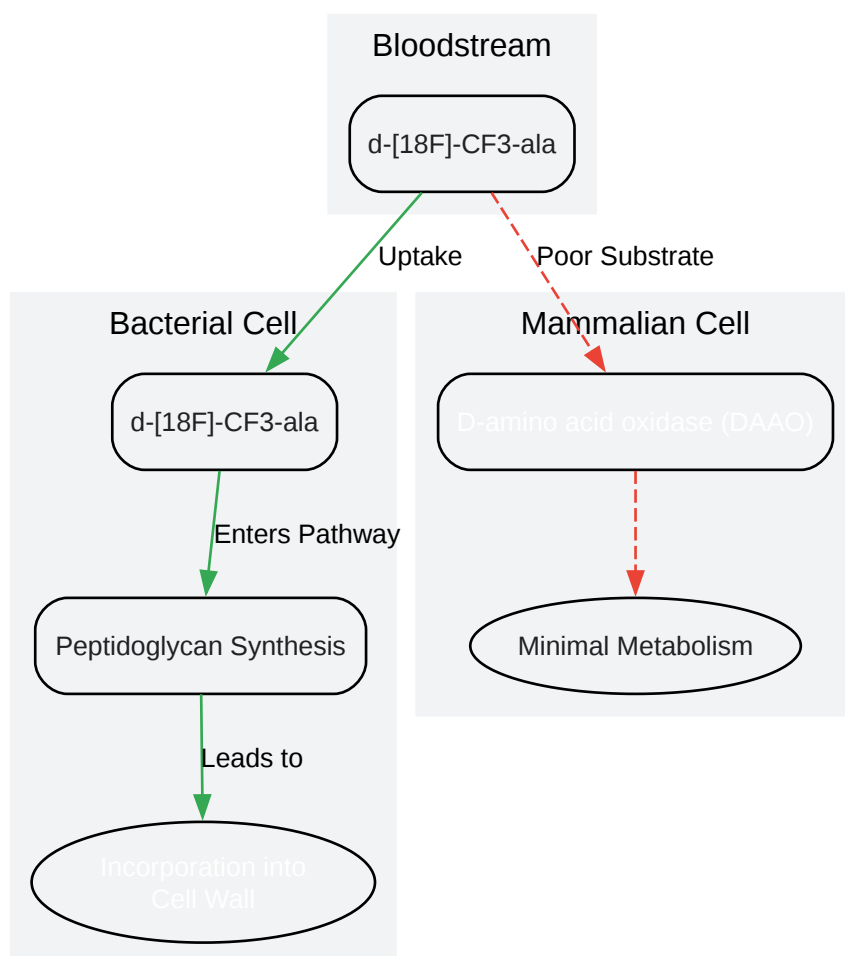 Bloodstream
d-[18F]-CF3-ala
Uptake
Poor Substrate
Bacterial Cell
Mammalian Cell
d-[18F]-CF3-ala
D-amino acid oxidase (DAAO)
Enters Pathway
Peptidoglycan Synthesis
Minimal Metabolism
Leads to
Incorporation into
Cell Wall